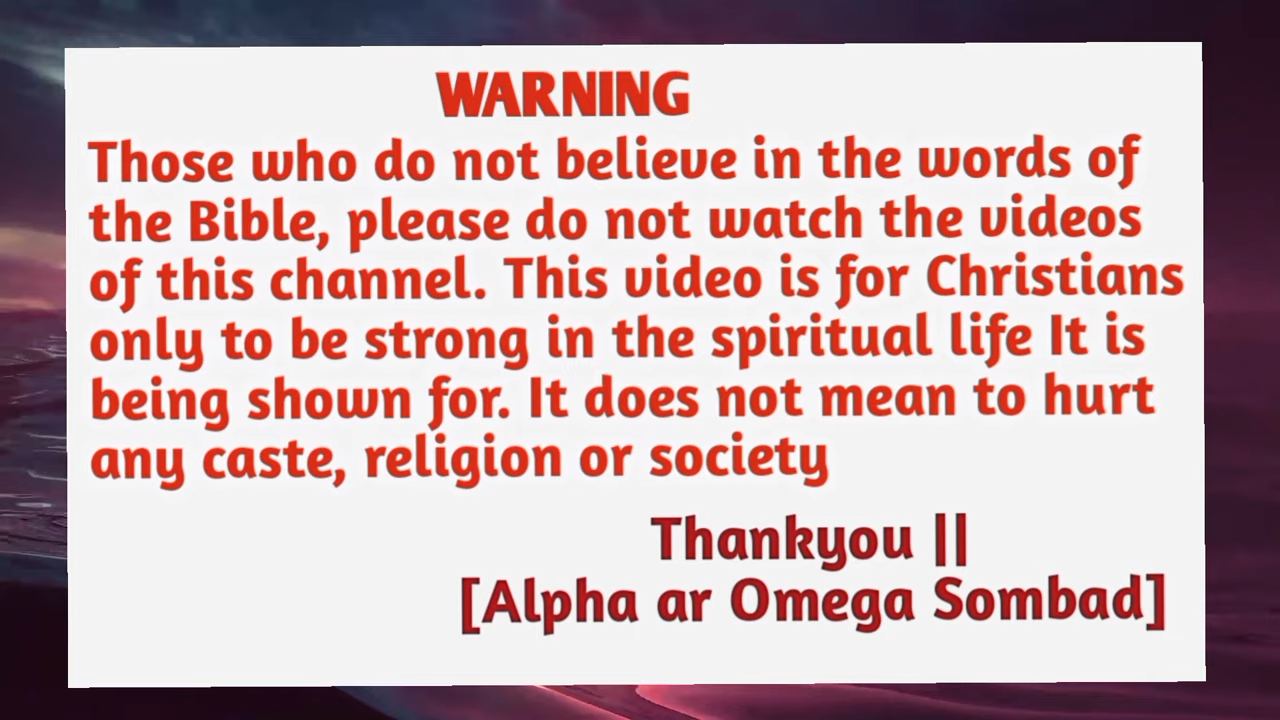 WARNING
Those who do not believe in the words of
the Bible, please do not watch the videos
of this channel. This video is for Christians
only to be strong in the spiritual life It is
being shown for. It does not mean to hurt
any caste, religion or society
Thankyou ||
[Alpha ar Omega Sombad]